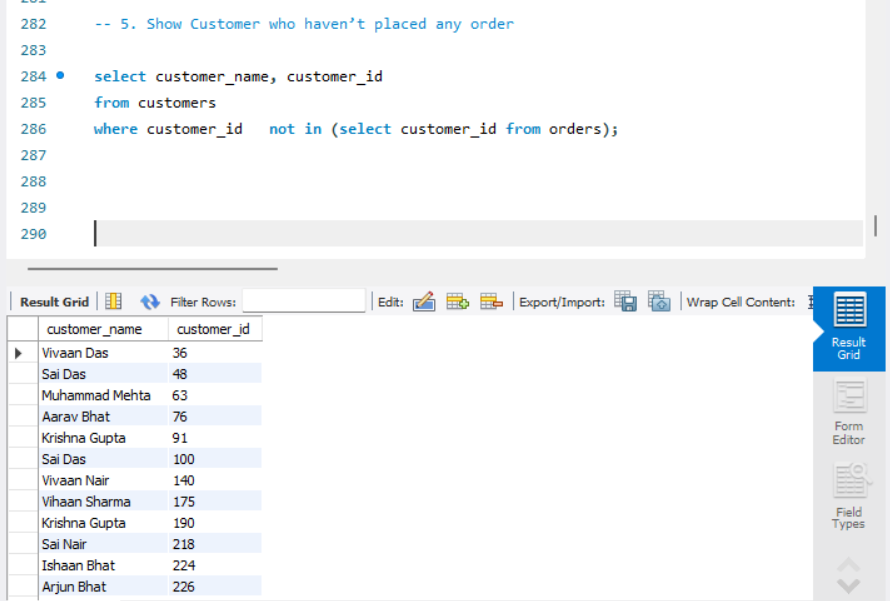 282 -- 5. Show Customer who haven't placed any order
283
284 select customer_name, customer_id
285 from customers
286 where customer_id not in (select customer_id from orders);
287
288
289
290
Result Grid Filter Rows: Edit: Export/Import: Wrap Cell Content:
customer_name customer_id
Vivaan Das 36
Sai Das 48
Muhammad Mehta 63
Aarav Bhat 76
Krishna Gupta 91
Sai Das 100
Vivaan Nair 140
Vihaan Sharma 175
Krishna Gupta 190
Sai Nair 218
Ishaan Bhat 224
Arjun Bhat 226
Result
Grid
Form
Editor
Field
Types